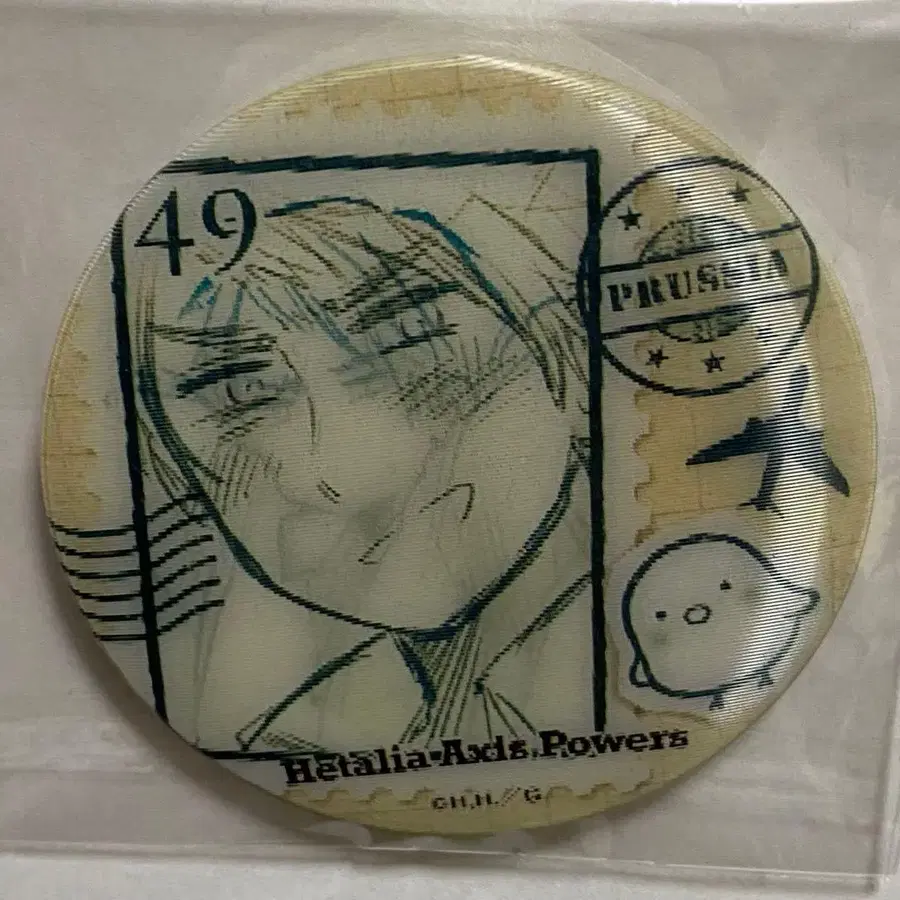 49
PRUSSIA
Hetalia Axis Powers
©H.H./G